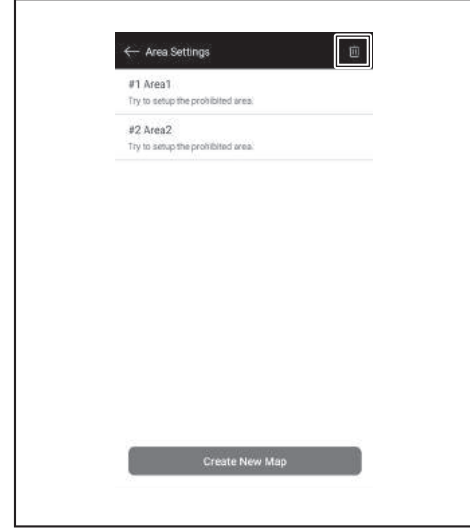 Area Settings
#1 Area1
Try to setup the prohibited area.
#2 Area2
Try to setup the prohibited area.
Create New Map